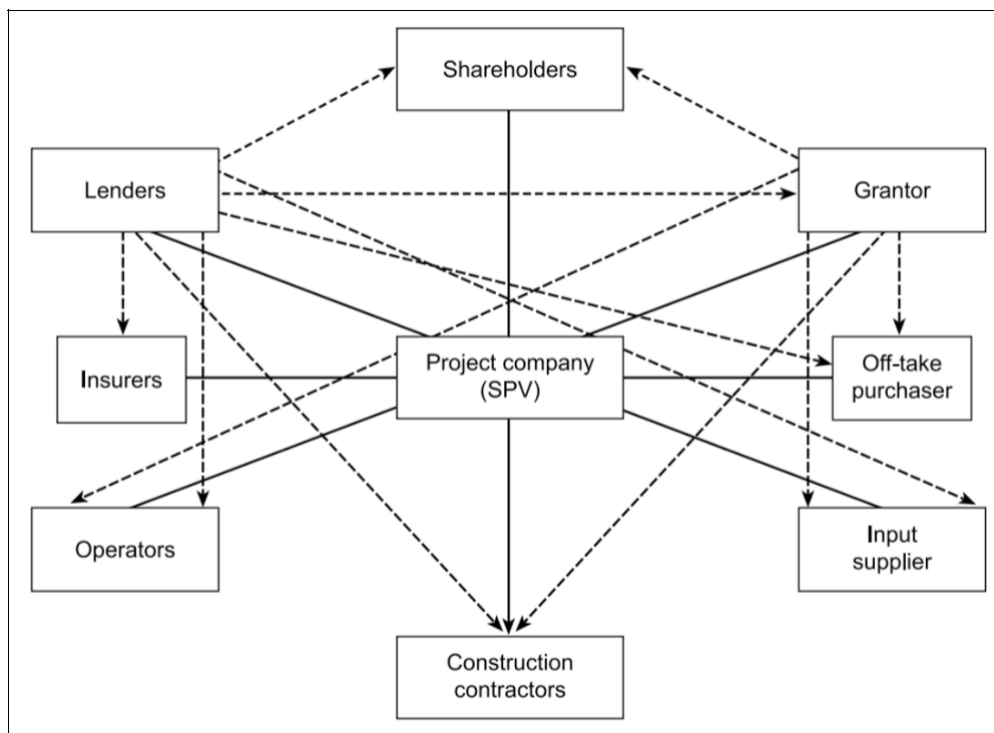 Shareholders
Lenders
Grantor
Insurers
Project company
(SPV)
Off-take
purchaser
Operators
Input
supplier
Construction
contractors